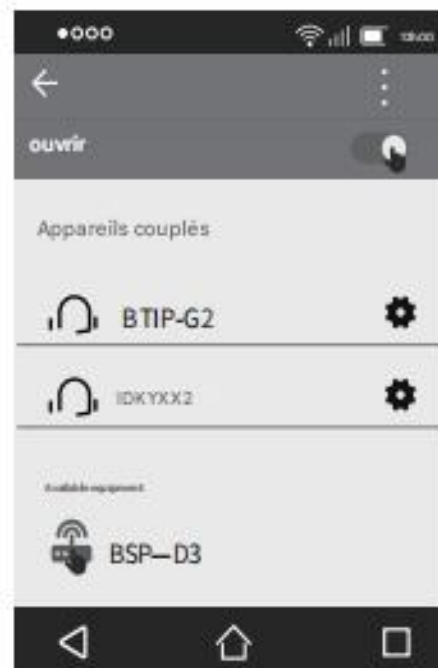 ouvrir
Appareils couplés
BTIP-G2
IDKYXX2
Available equipment
BSP—D3